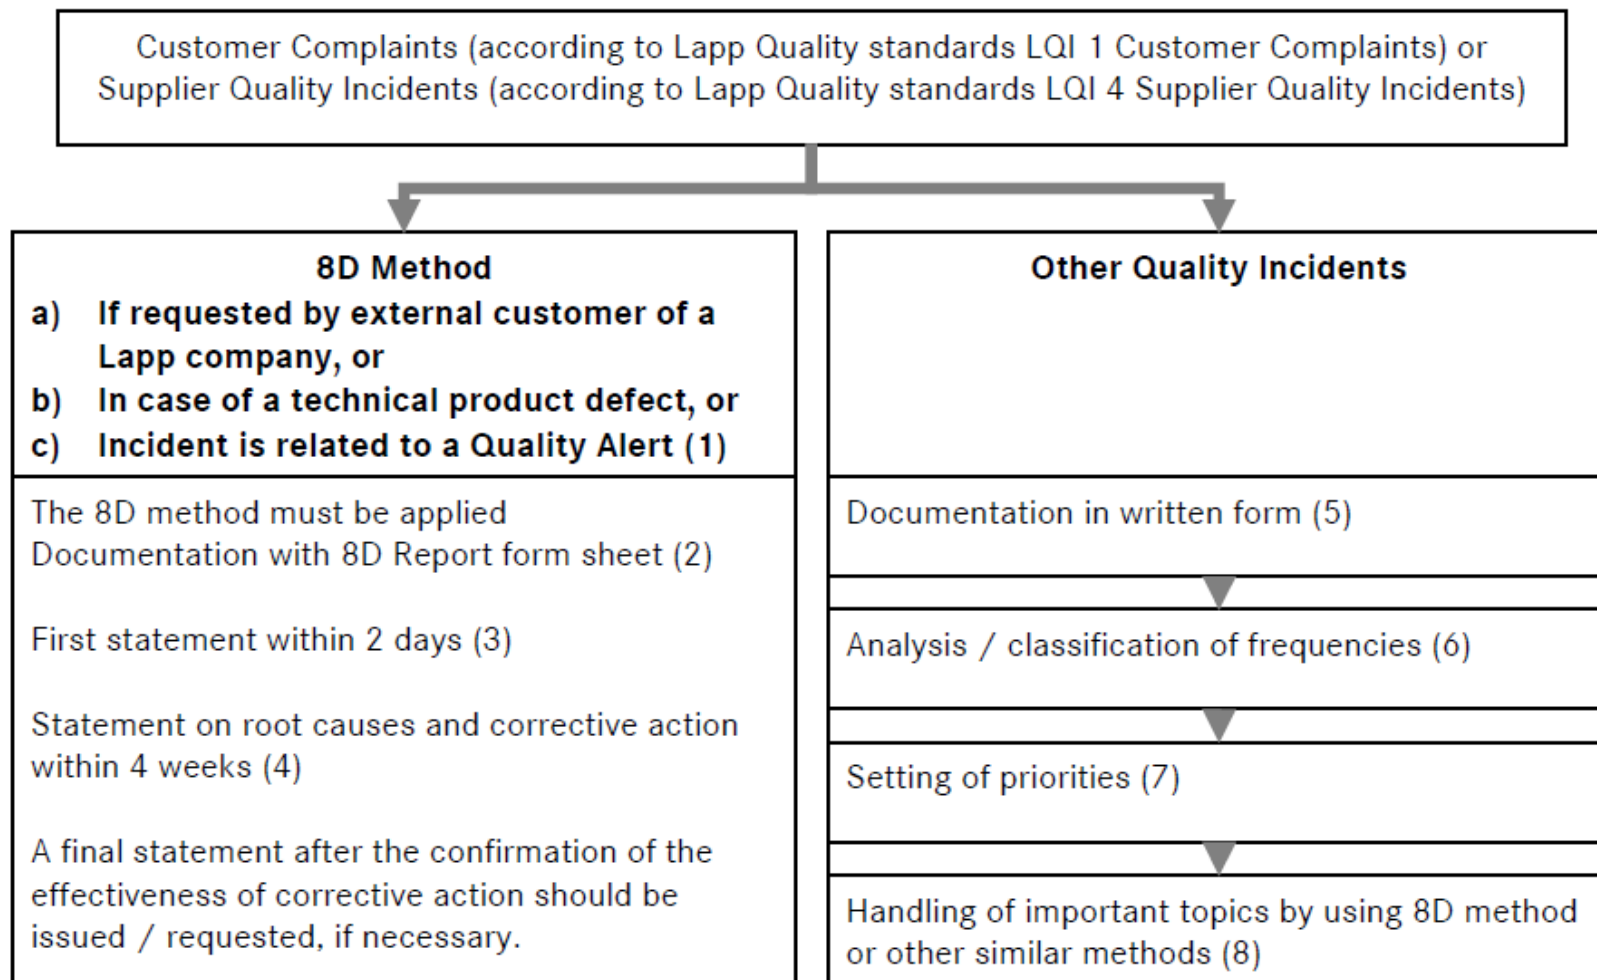 Customer Complaints (according to Lapp Quality standards LQI 1 Customer Complaints) or
Supplier Quality Incidents (according to Lapp Quality standards LQI 4 Supplier Quality Incidents)
8D Method
a) If requested by external customer of a
Lapp company, or
b) In case of a technical product defect, or
c) Incident is related to a Quality Alert (1)
The 8D method must be applied
Documentation with 8D Report form sheet (2)
First statement within 2 days (3)
Statement on root causes and corrective action
within 4 weeks (4)
A final statement after the confirmation of the
effectiveness of corrective action should be
issued / requested, if necessary.
Other Quality Incidents
Documentation in written form (5)
Analysis / classification of frequencies (6)
Setting of priorities (7)
Handling of important topics by using 8D method
or other similar methods (8)